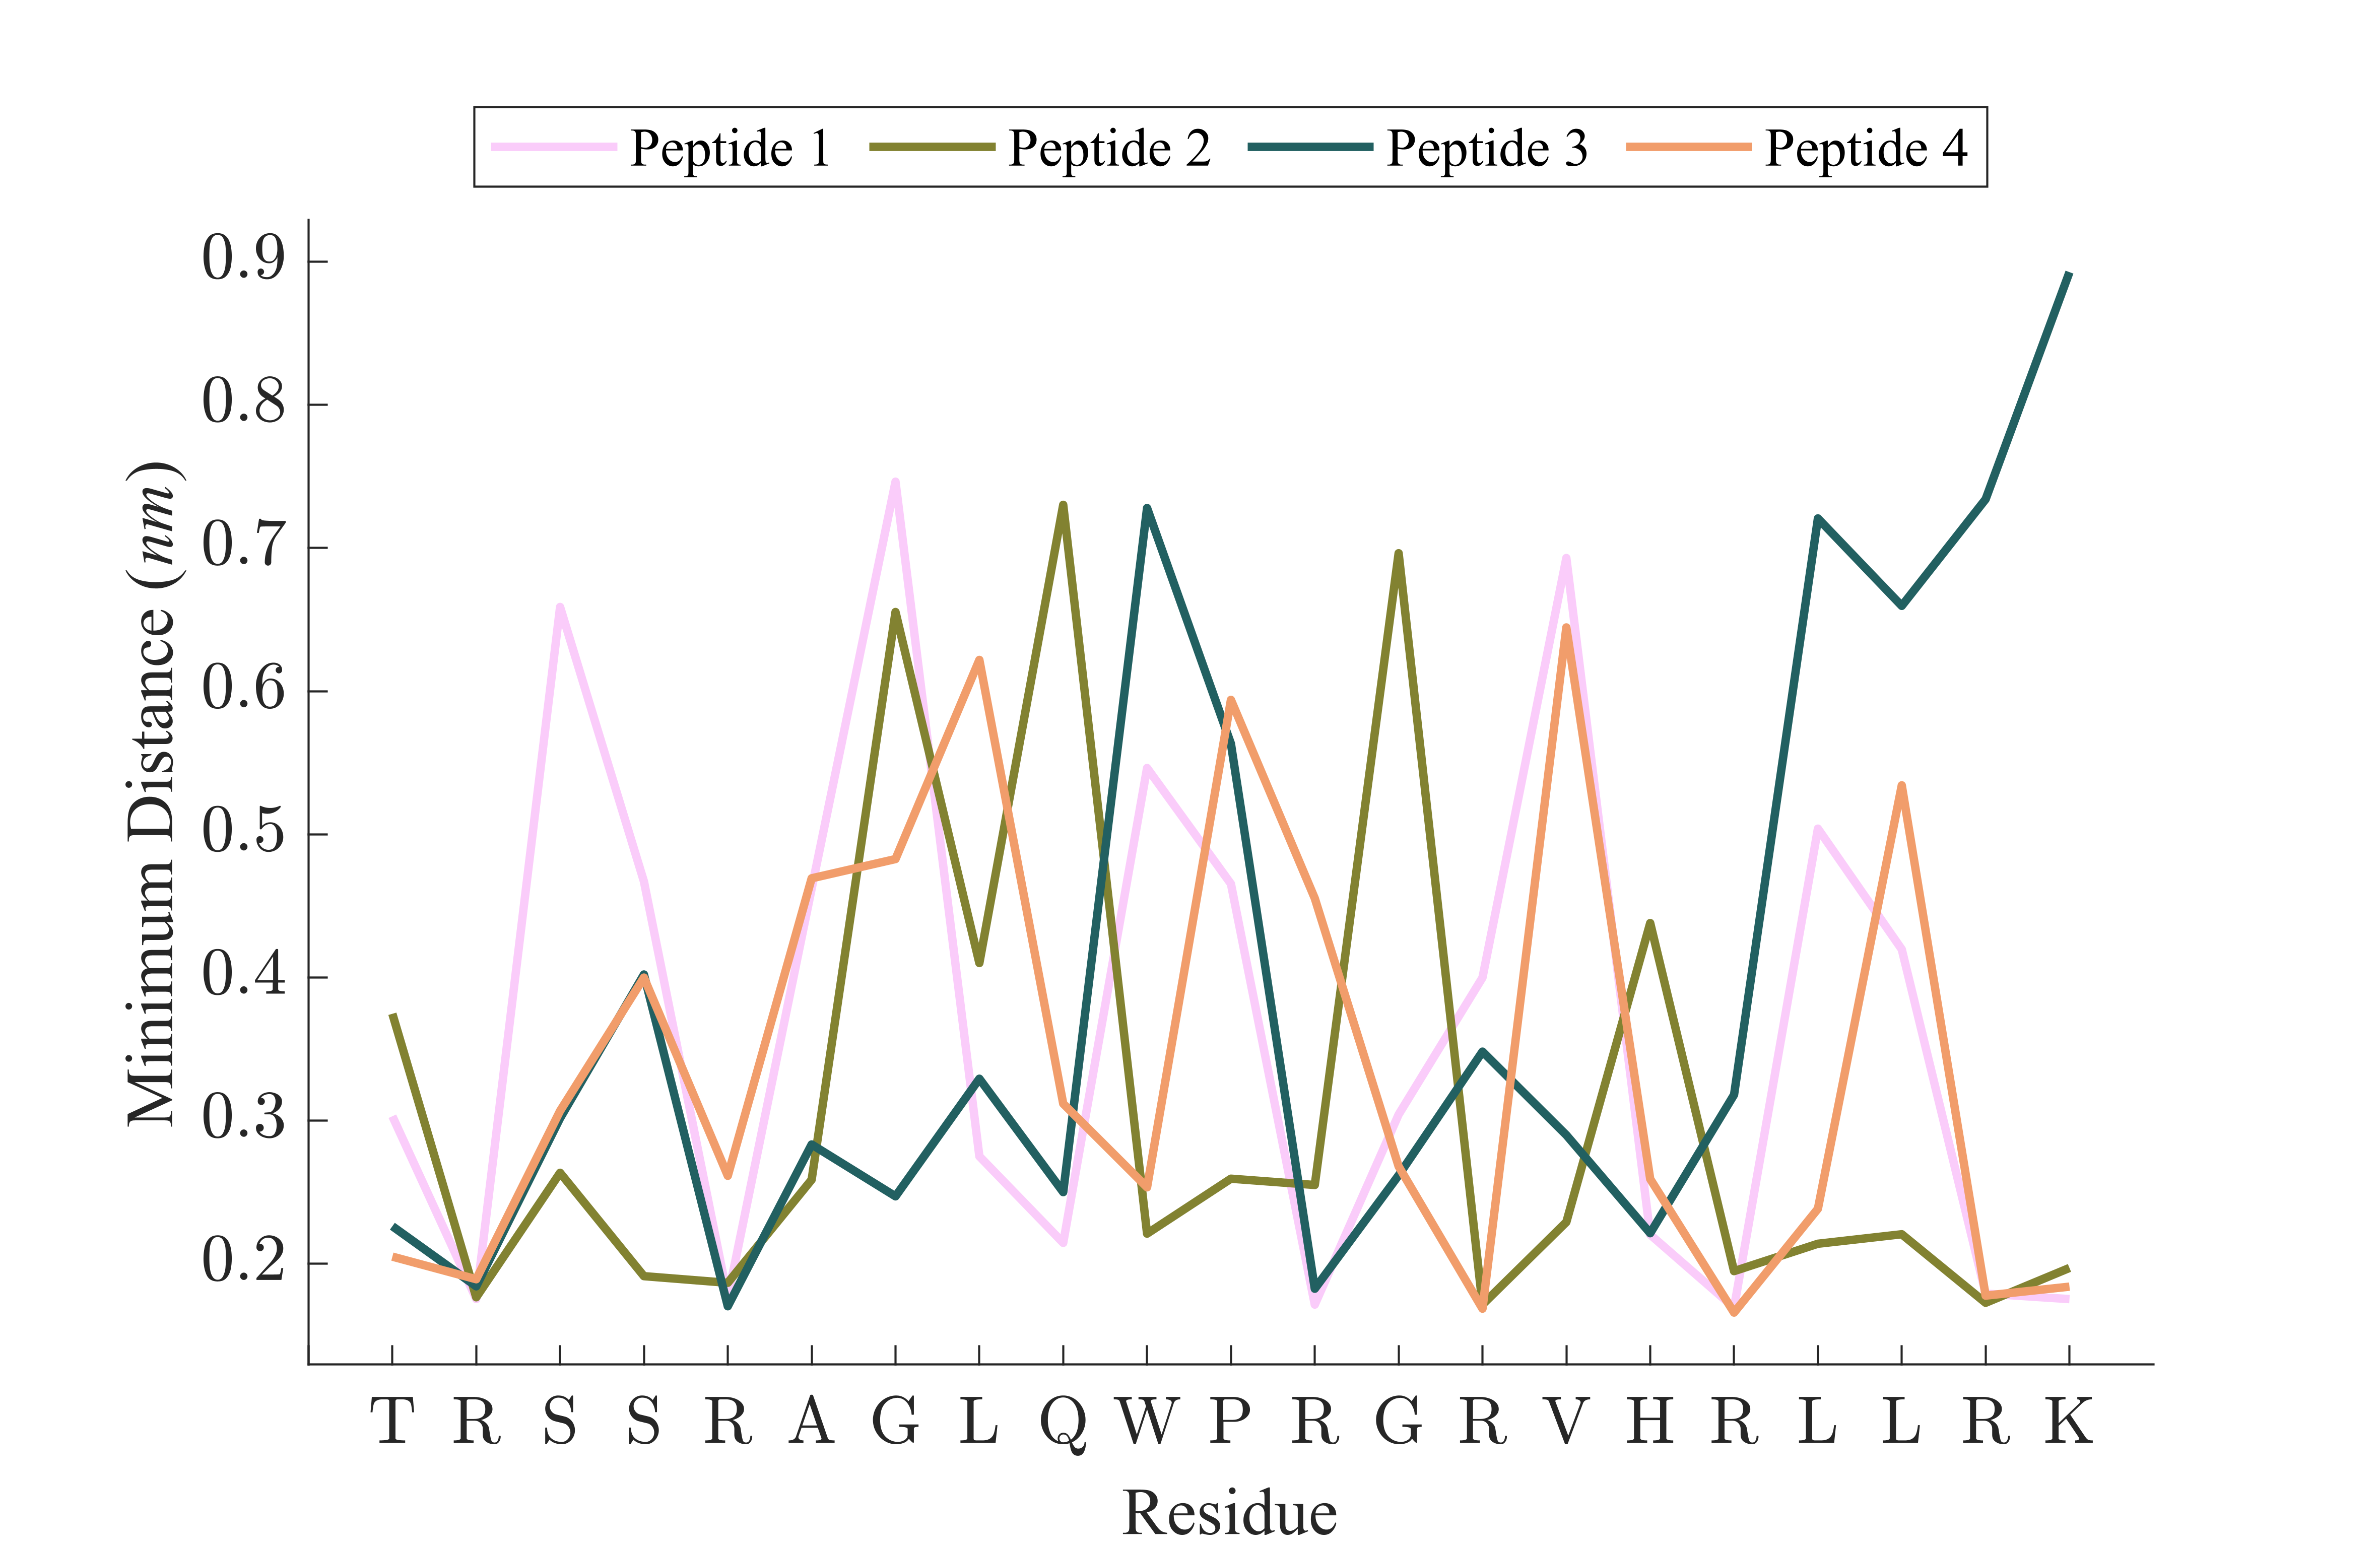 Peptide 1 Peptide 2 Peptide 3 Peptide 4
0.9
0.8
0.7
0.6
0.5
0.4
0.3
0.2
Minimum Distance (nm)
T R S S R A G L Q W P R G R V H R L L R K
Residue